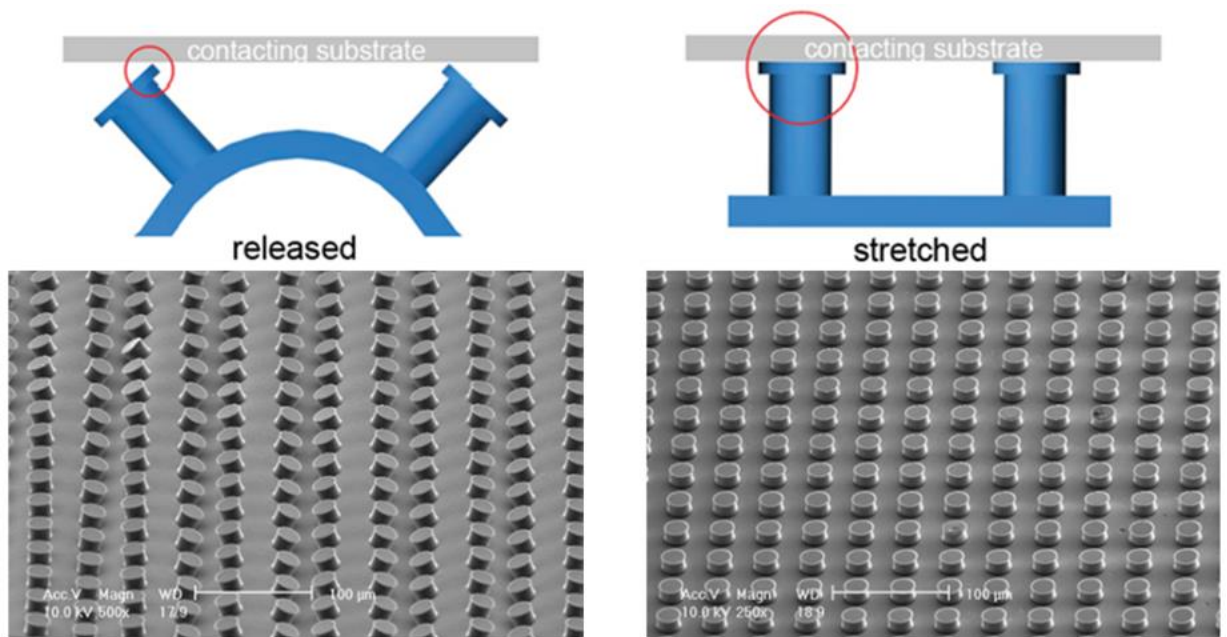 contacting substrate
contacting substrate
released
stretched
Acc.V Magn WD 100 µm
10.0 kV 500x 17.9
Acc.V Magn WD 100 µm
10.0 kV 250x 18.9